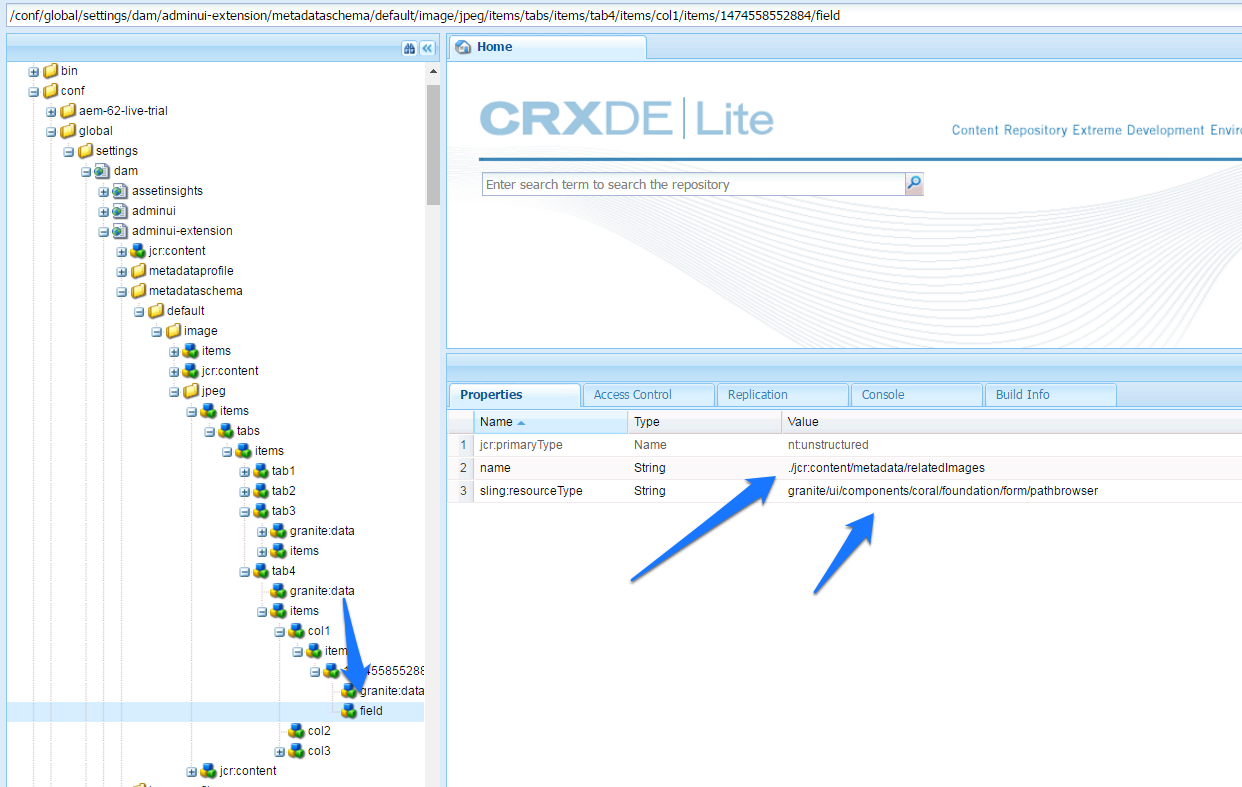 /conf/global/settings/dam/adminui-extension/metadataschema/default/image/jpeg/items/tabs/items/tab4/items/col1/items/1474558552884/field
bin
conf
aem-62-live-trial
global
settings
dam
assetinsights
adminui
adminui-extension
jcr:content
metadataprofile
metadataschema
default
image
items
jcr:content
jpeg
items
tabs
items
tab1
tab2
tab3
granite:data
items
tab4
granite:data
items
col1
granite:data
field
col2
col3
jcr:content
Home
CRXDE | Lite
Content Repository Extreme Development
Enter search term to search the repository
Properties Access Control Replication Console Build Info
Name Type Value
1 jcr:primaryType Name nt:unstructured
2 name String ./jcr:content/metadata/relatedImages
3 sling:resourceType String granite/ui/components/coral/foundation/form/pathbrowser